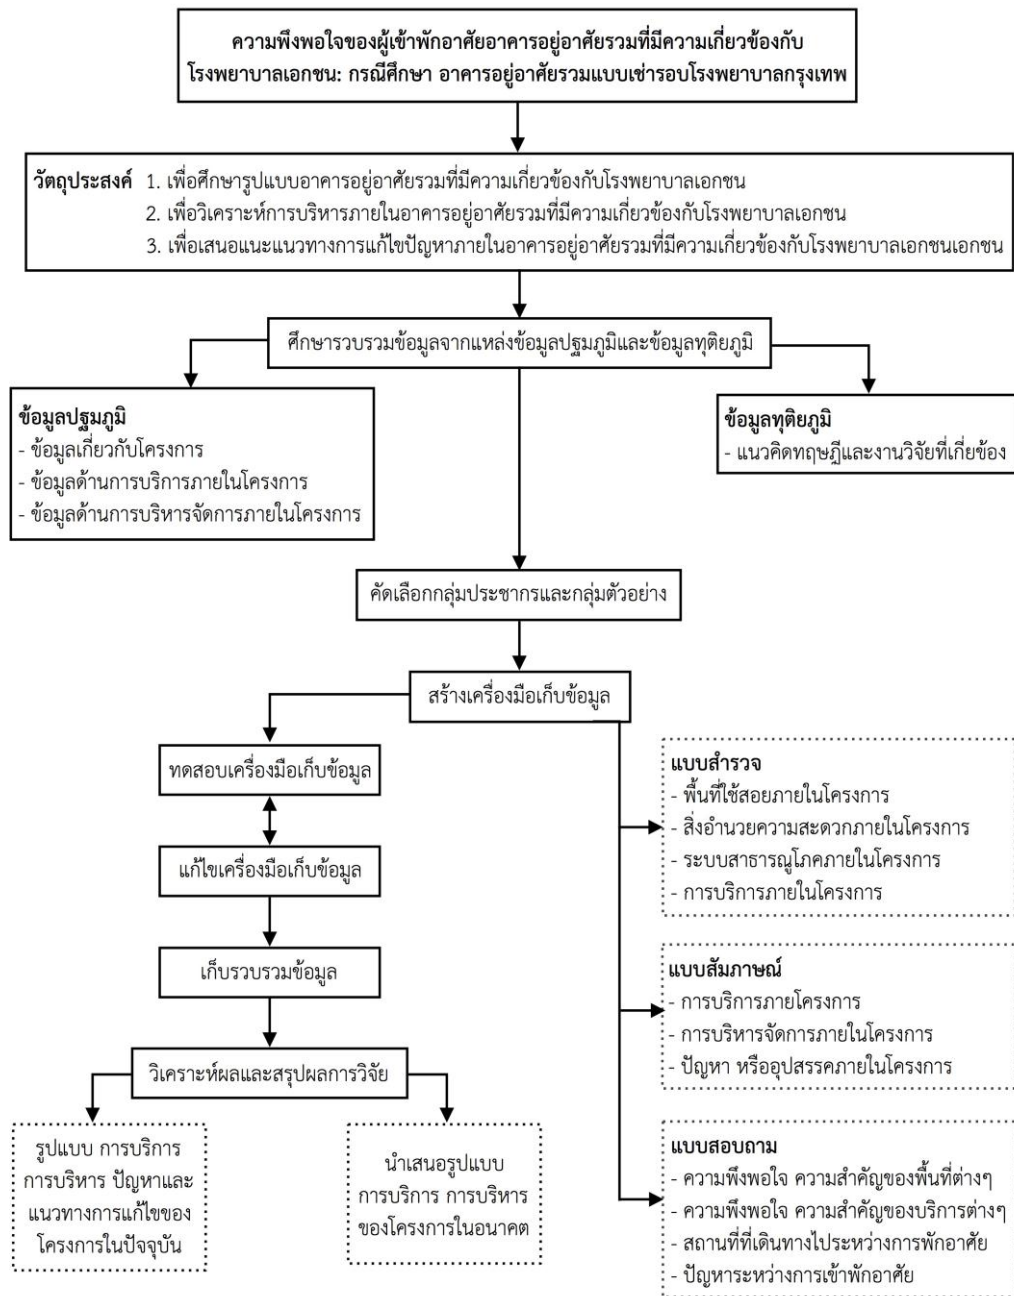 ความพึงพอใจของผู้เข้าพักอาศัยอาคารอยู่อาศัยรวมที่มีความเกี่ยวข้องกับ
โรงพยาบาลเอกชน: กรณีศึกษา อาคารอยู่อาศัยรวมแบบเช่ารอบโรงพยาบาลกรุงเทพ
วัตถุประสงค์ 1. เพื่อศึกษารูปแบบอาคารอยู่อาศัยรวมที่มีความเกี่ยวข้องกับโรงพยาบาลเอกชน
2. เพื่อวิเคราะห์การบริหารภายในอาคารอยู่อาศัยรวมที่มีความเกี่ยวข้องกับโรงพยาบาลเอกชน
3. เพื่อเสนอแนะแนวทางการแก้ไขปัญหาภายในอาคารอยู่อาศัยรวมที่มีความเกี่ยวข้องกับโรงพยาบาลเอกชนเอกชน
ศึกษารวบรวมข้อมูลจากแหล่งข้อมูลปฐมภูมิและข้อมูลทุติยภูมิ
ข้อมูลปฐมภูมิ
- ข้อมูลเกี่ยวกับโครงการ
- ข้อมูลด้านการบริการภายในโครงการ
- ข้อมูลด้านการบริหารจัดการภายในโครงการ
ข้อมูลทุติยภูมิ
- แนวคิดทฤษฎีและงานวิจัยที่เกี่ยข้อง
คัดเลือกกลุ่มประชากรและกลุ่มตัวอย่าง
สร้างเครื่องมือเก็บข้อมูล
ทดสอบเครื่องมือเก็บข้อมูล
แก้ไขเครื่องมือเก็บข้อมูล
เก็บรวบรวมข้อมูล
วิเคราะห์ผลและสรุปผลการวิจัย
รูปแบบ การบริการ
การบริหาร ปัญหาและ
แนวทางการแก้ไขของ
โครงการในปัจจุบัน
นำเสนอรูปแบบ
การบริการ การบริหาร
ของโครงการในอนาคต
แบบสำรวจ
- พื้นที่ใช้สอยภายในโครงการ
- สิ่งอำนวยความสะดวกภายในโครงการ
- ระบบสาธารณูโภคภายในโครงการ
- การบริการภายในโครงการ
แบบสัมภาษณ์
- การบริการภายโครงการ
- การบริหารจัดการภายในโครงการ
- ปัญหา หรืออุปสรรคภายในโครงการ
แบบสอบถาม
- ความพึงพอใจ ความสำคัญของพื้นที่ต่างๆ
- ความพึงพอใจ ความสำคัญของบริการต่างๆ
- สถานที่ที่เดินทางไประหว่างการพักอาศัย
- ปัญหาระหว่างการเข้าพักอาศัย